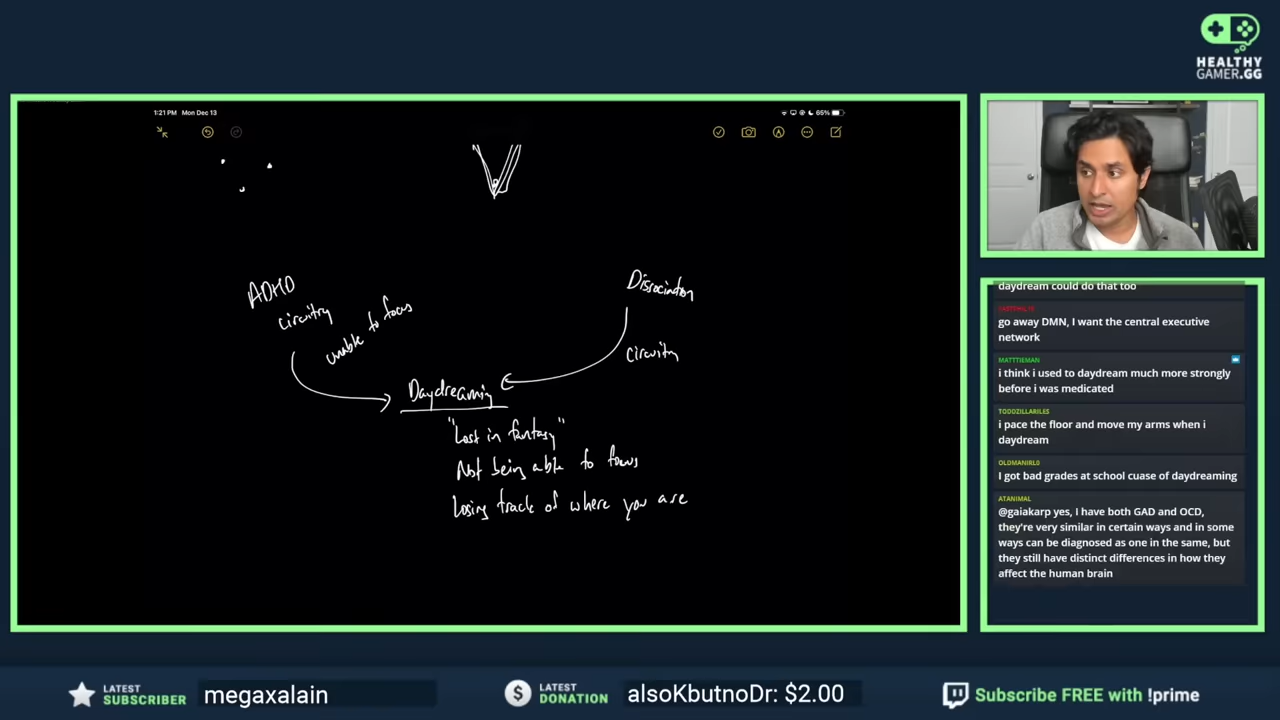 HEALTHY
GAMER.GG
1:21 PM Mon Dec 13
65%
ADHD
circuitry
unable to focus
Dissociation
Circuitry
Daydreaming
"Lost in fantasy"
Not being able to focus
Losing track of where you are
daydream could do that too
go away DMN, I want the central executive
network
MATTTIEMAN
i think i used to daydream much more strongly
before i was medicated
TODOZILLARILES
i pace the floor and move my arms when i
daydream
OLDMANIRL0
I got bad grades at school cuase of daydreaming
ATANIMAL
@gaiakarp yes, I have both GAD and OCD,
they're very similar in certain ways and in some
ways can be diagnosed as one in the same, but
they still have distinct differences in how they
affect the human brain
LATEST
SUBSCRIBER
megaxalain
LATEST
DONATION
alsoKbutnoDr: $2.00
Subscribe FREE with !prime